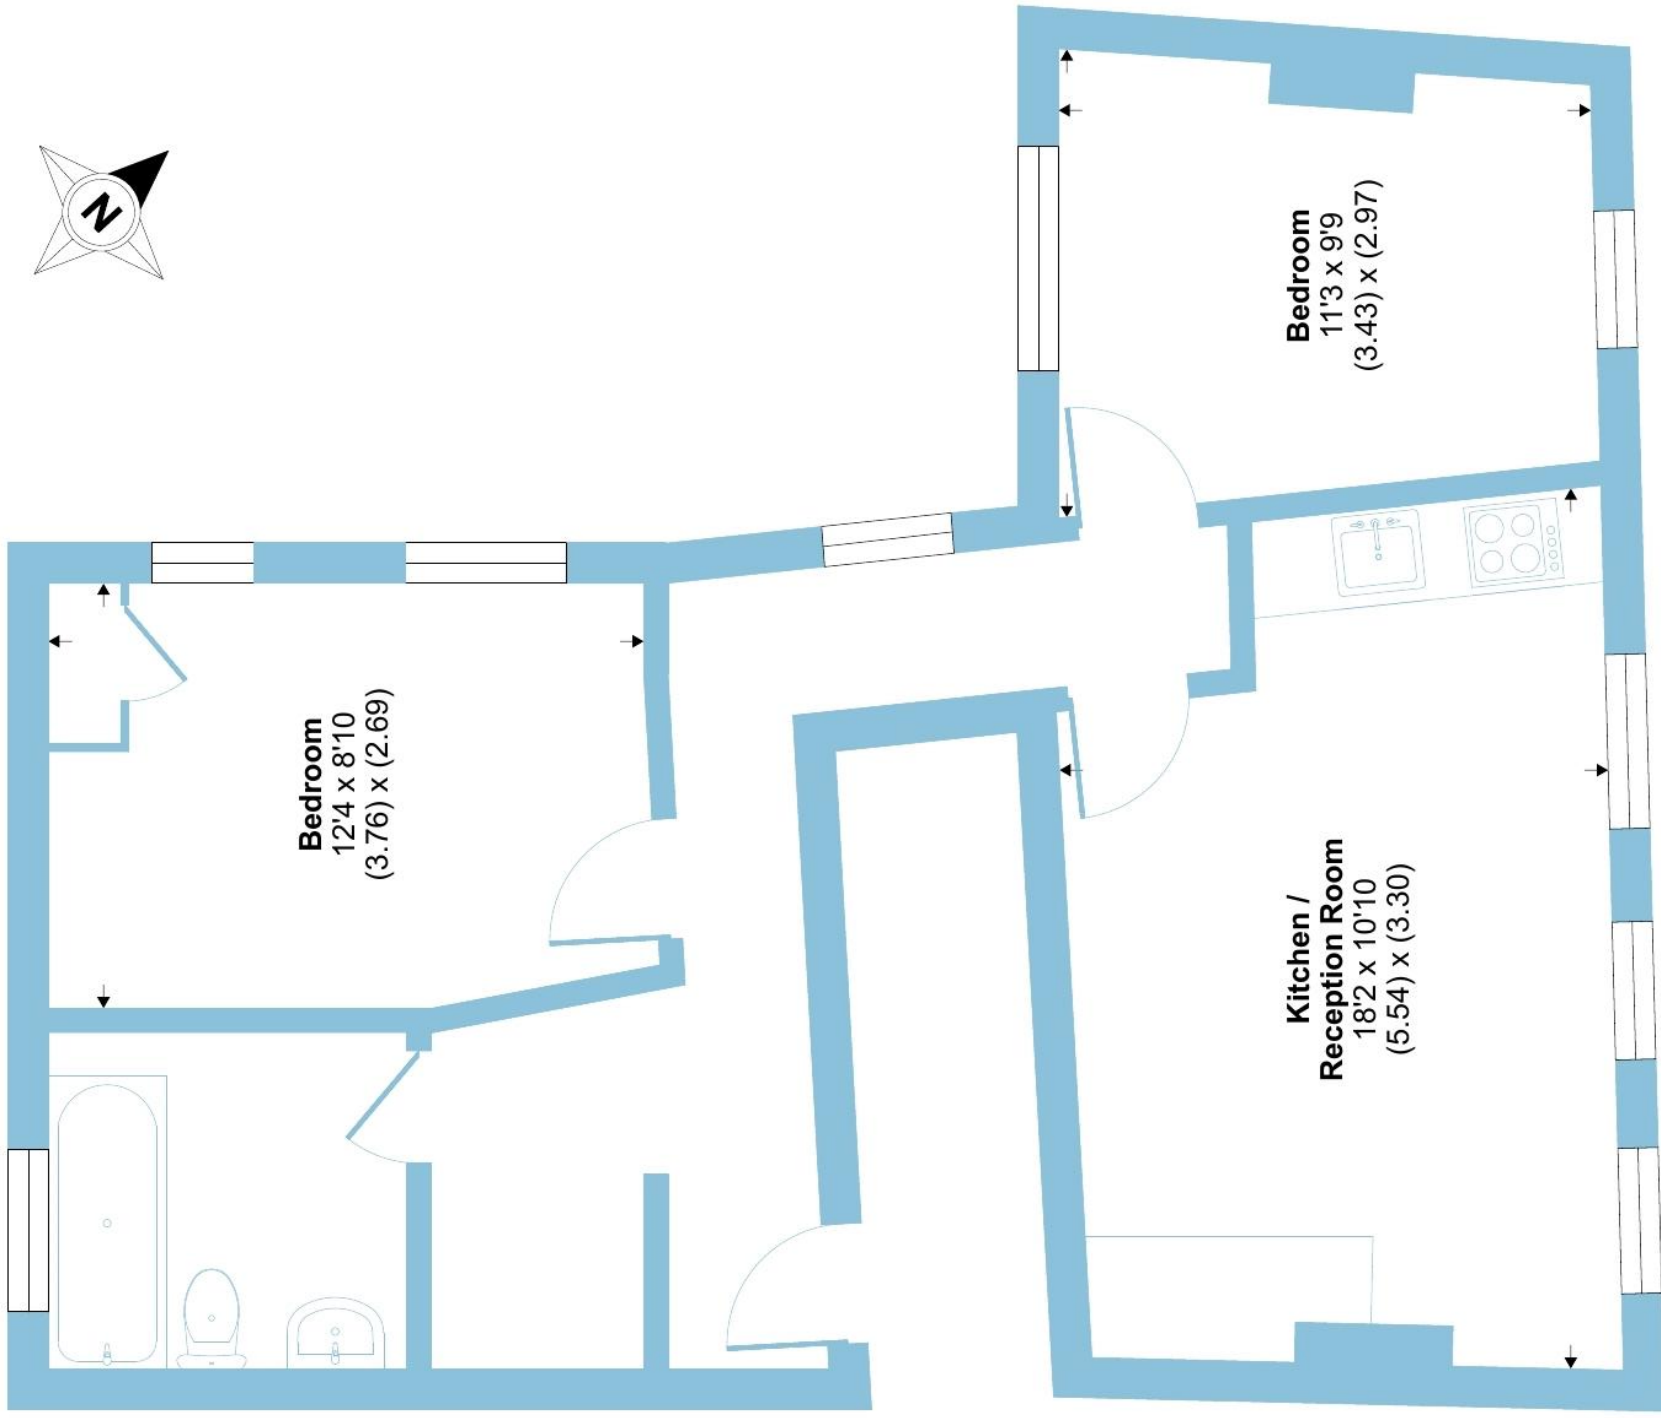 N
Bedroom
11'3 x 9'9
(3.43) x (2.97)
Bedroom
12'4 x 8'10
(3.76) x (2.69)
Kitchen /
Reception Room
18'2 x 10'10
(5.54) x (3.30)